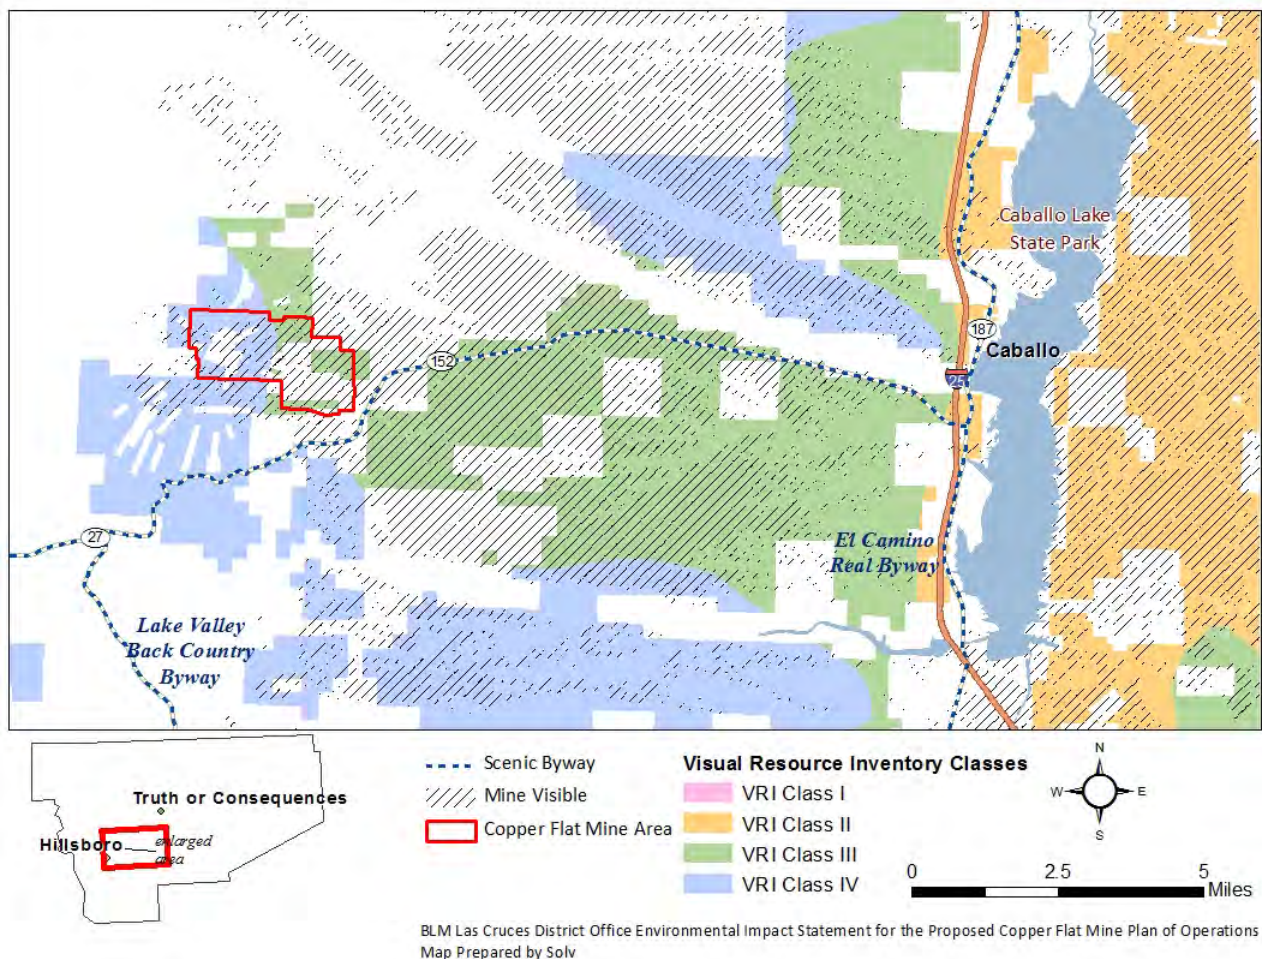 Caballo Lake
State Park
187
Caballo
152
25
27
El Camino
Real Byway
Lake Valley
Back Country
Byway
Truth or Consequences
Hillsboro
enlarged
area
Scenic Byway
Mine Visible
Copper Flat Mine Area
Visual Resource Inventory Classes
VRI Class I
VRI Class II
VRI Class III
VRI Class IV
N
W
E
S
0
2.5
5
Miles
BLM Las Cruces District Office Environmental Impact Statement for the Proposed Copper Flat Mine Plan of Operations
Map Prepared by Solv